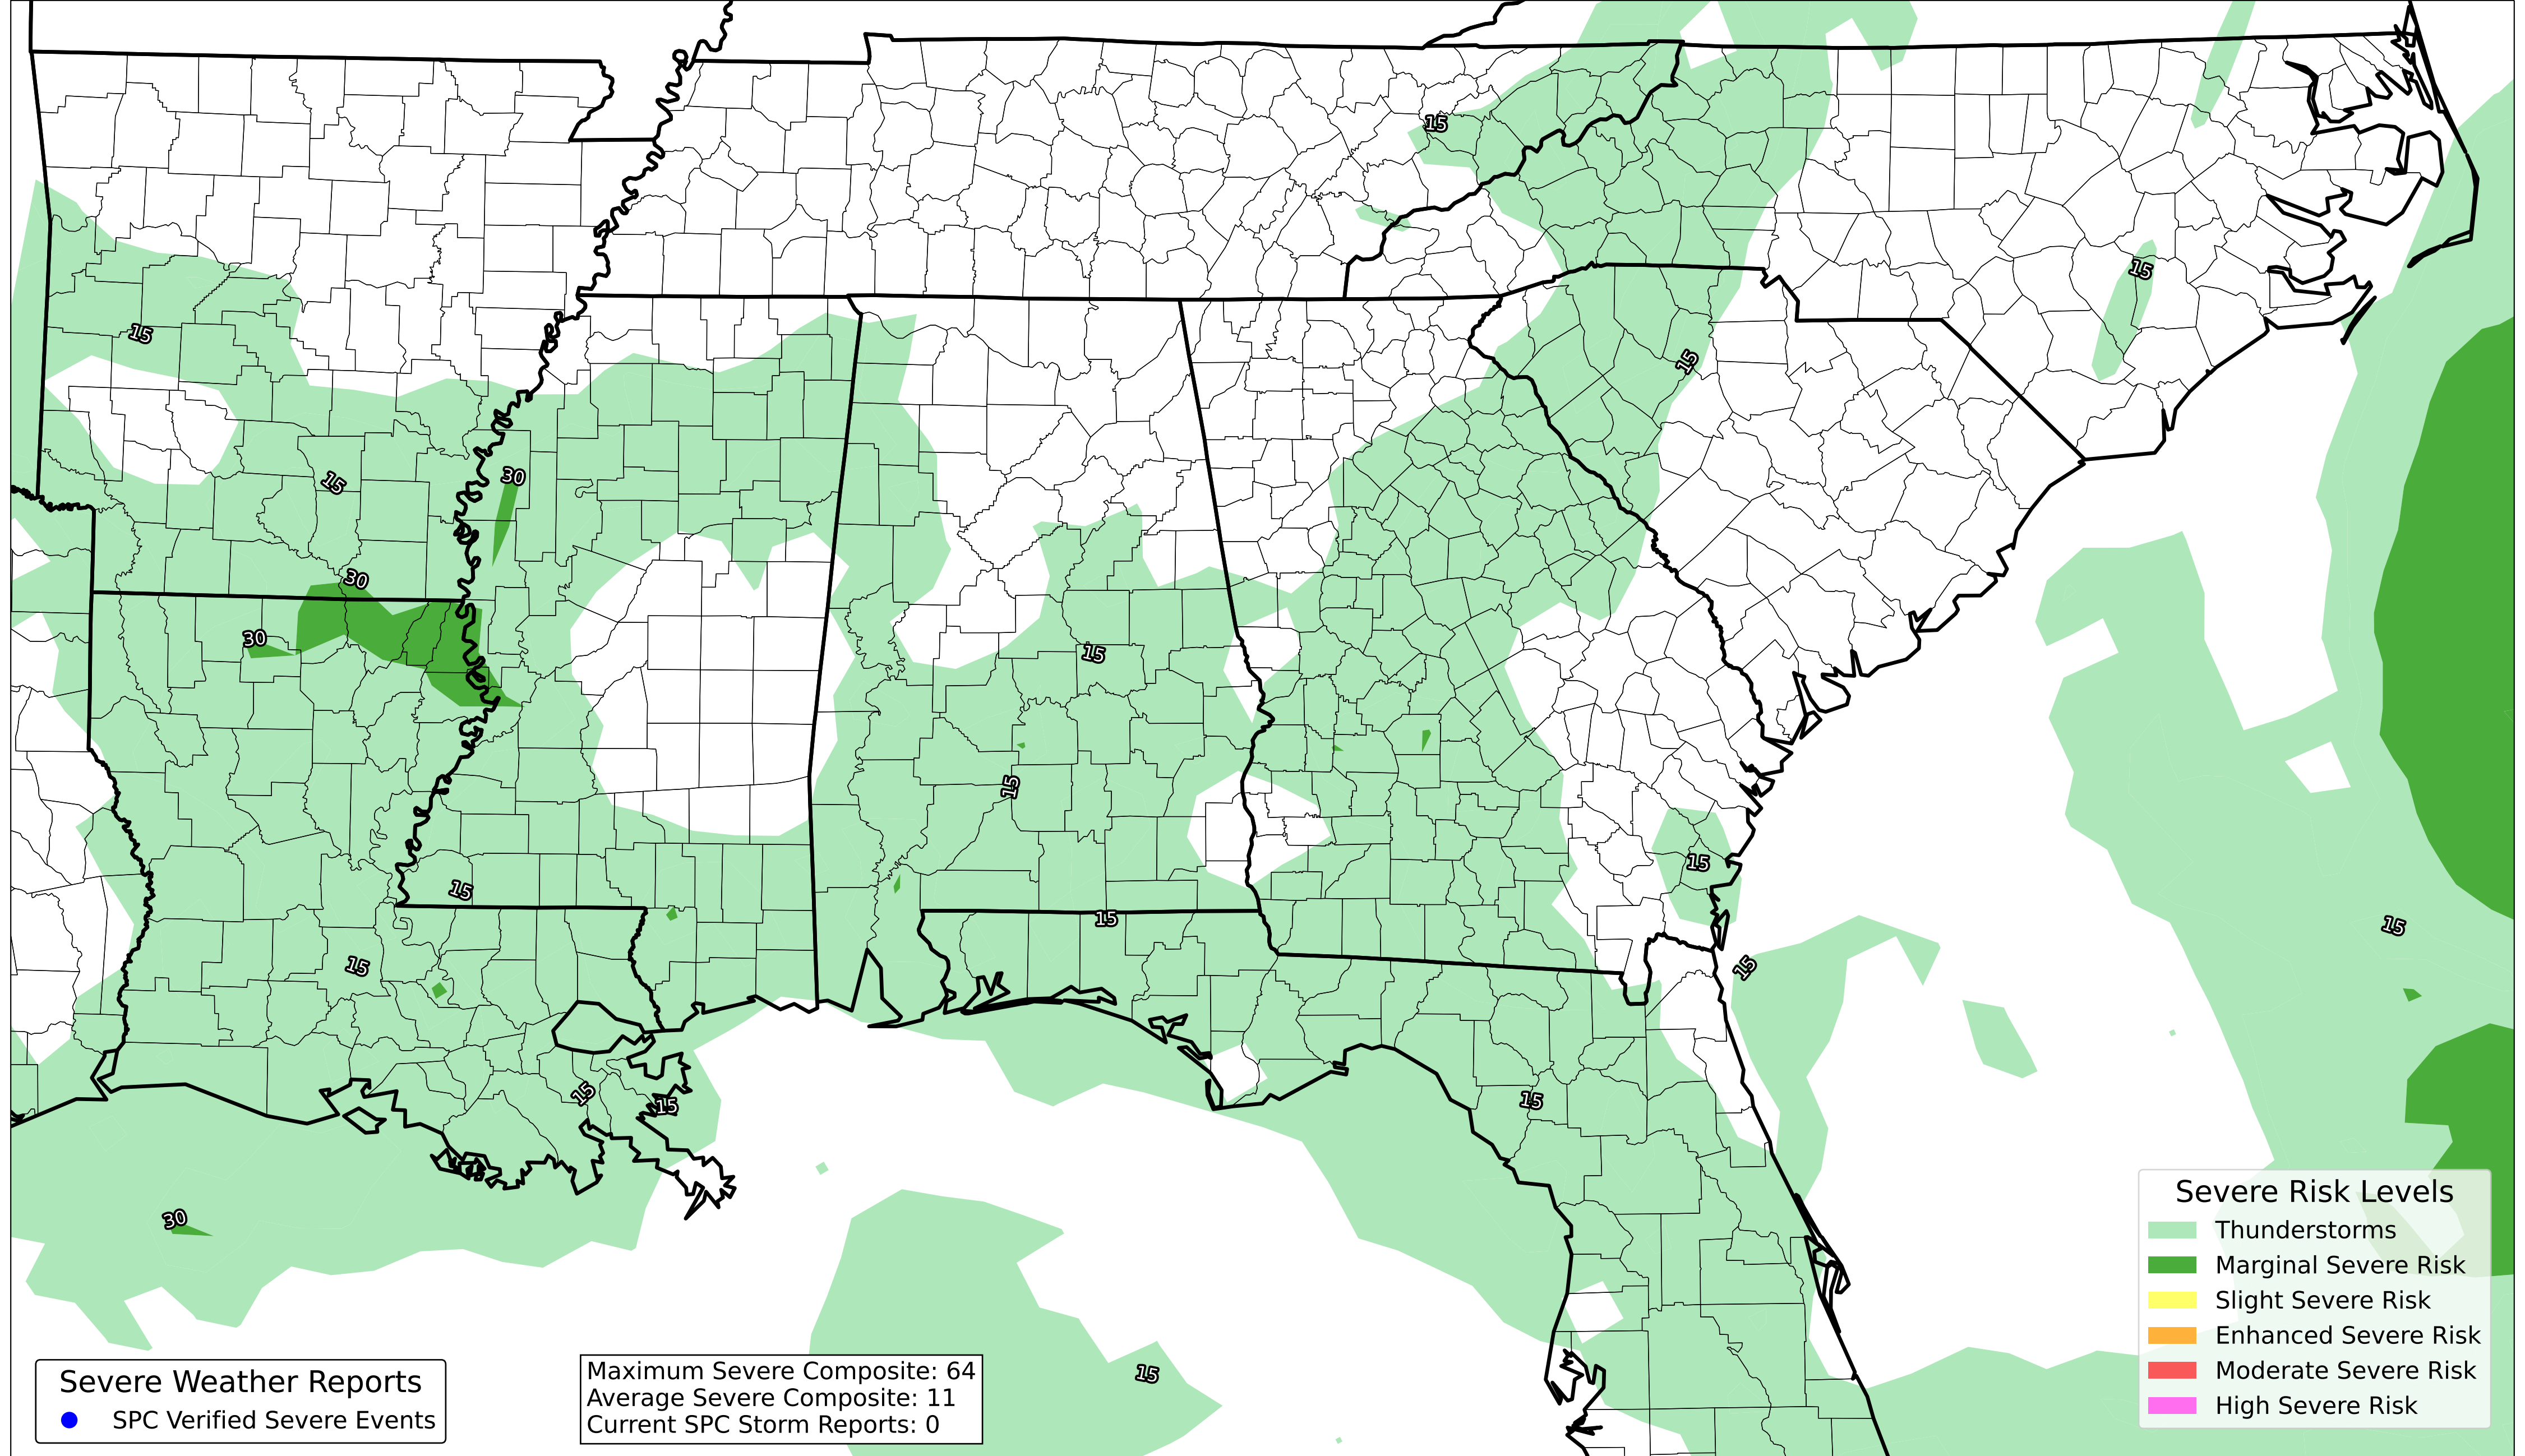 15
15
15
15
15
30
30
30
15
15
15
15
15
15
15
15
15
15
15
15
30
15
Severe Risk Levels
Thunderstorms
Marginal Severe Risk
Slight Severe Risk
Enhanced Severe Risk
Moderate Severe Risk
High Severe Risk
Severe Weather Reports
SPC Verified Severe Events
Maximum Severe Composite: 64
Average Severe Composite: 11
Current SPC Storm Reports: 0